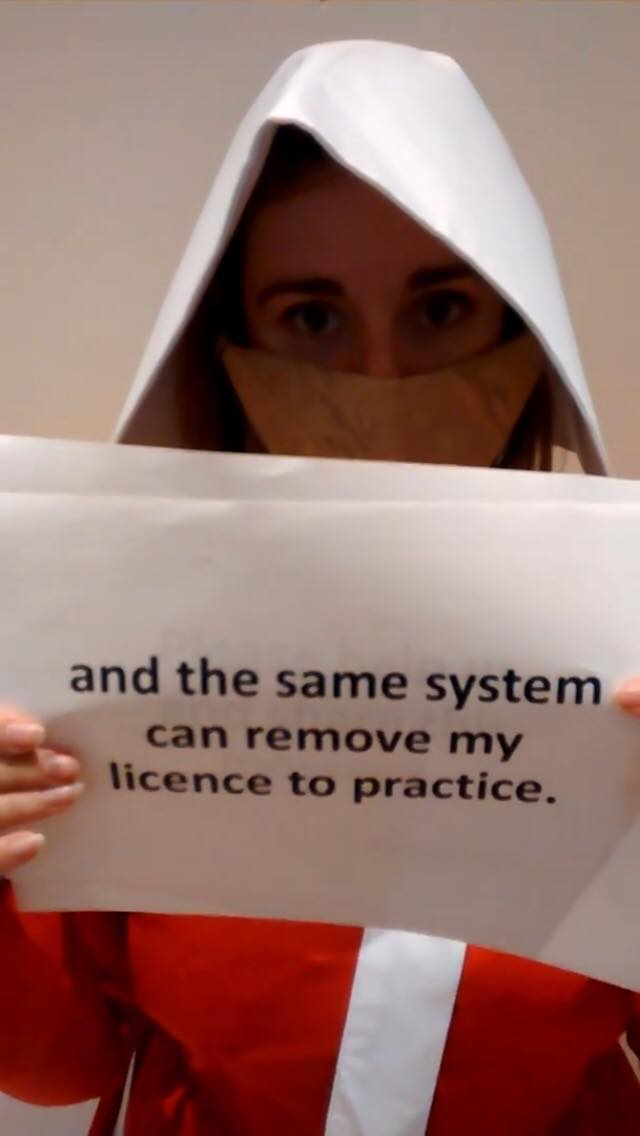 and the same system
can remove my
licence to practice.